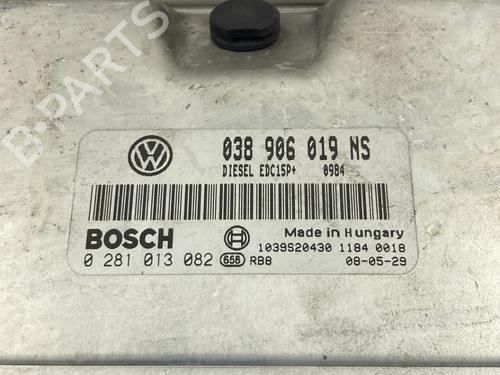 B-PARTS
038 906 019 NS
DIESEL EDC15P+ 0984
BOSCH
Made in Hungary
1039S20430 1184 0018
0 281 013 082 658 RB8 08-05-29